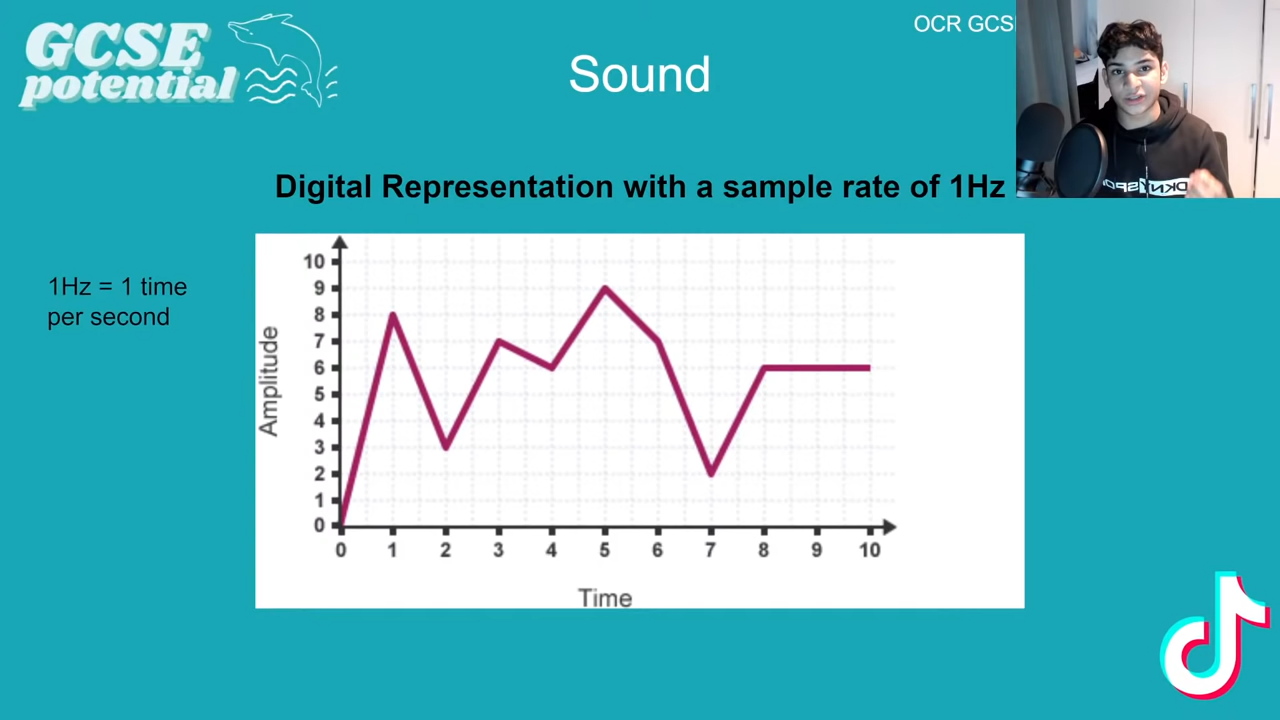 GCSE
potential
OCR GCS
Sound
Digital Representation with a sample rate of 1Hz
1Hz = 1 time
per second
Amplitude
10
9
8
7
6
5
4
3
2
1
0
0 1 2 3 4 5 6 7 8 9 10
Time